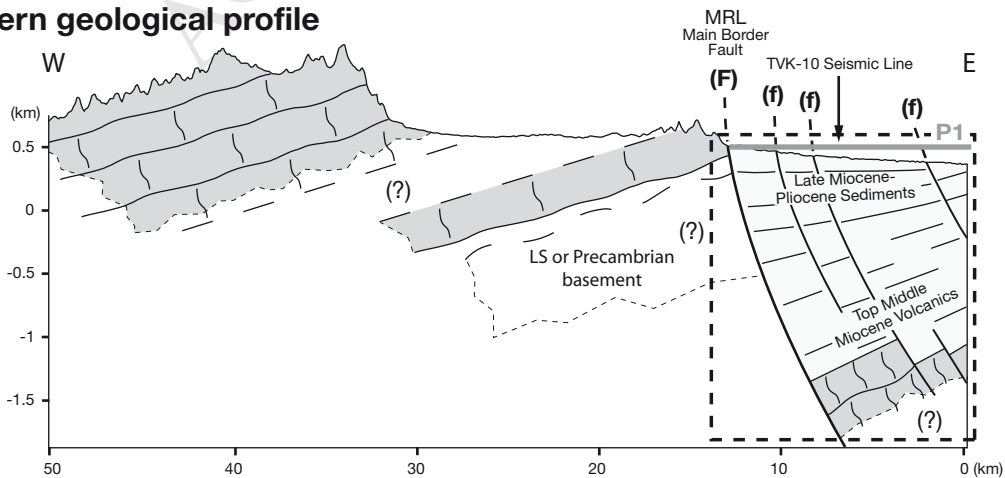 ern geological profile
MRL
Main Border
Fault
W
TVK-10 Seismic Line
E
(F)
(f)
(f)
(f)
P1
(km)
0.5
0
-0.5
-1
-1.5
(?)
(?)
Late Miocene-
Pliocene Sediments
LS or Precambrian
basement
Top Middle
Miocene Volcanics
(?)
50
40
30
20
10
0 (km)